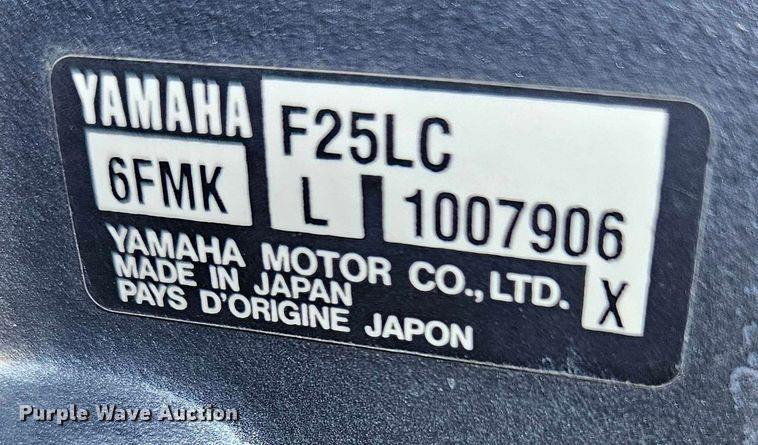 YAMAHA
F25LC
6FMK
L
1007906
X
YAMAHA MOTOR CO.,LTD.
MADE IN JAPAN
PAYS D'ORIGINE JAPON
Purple Wave Auction